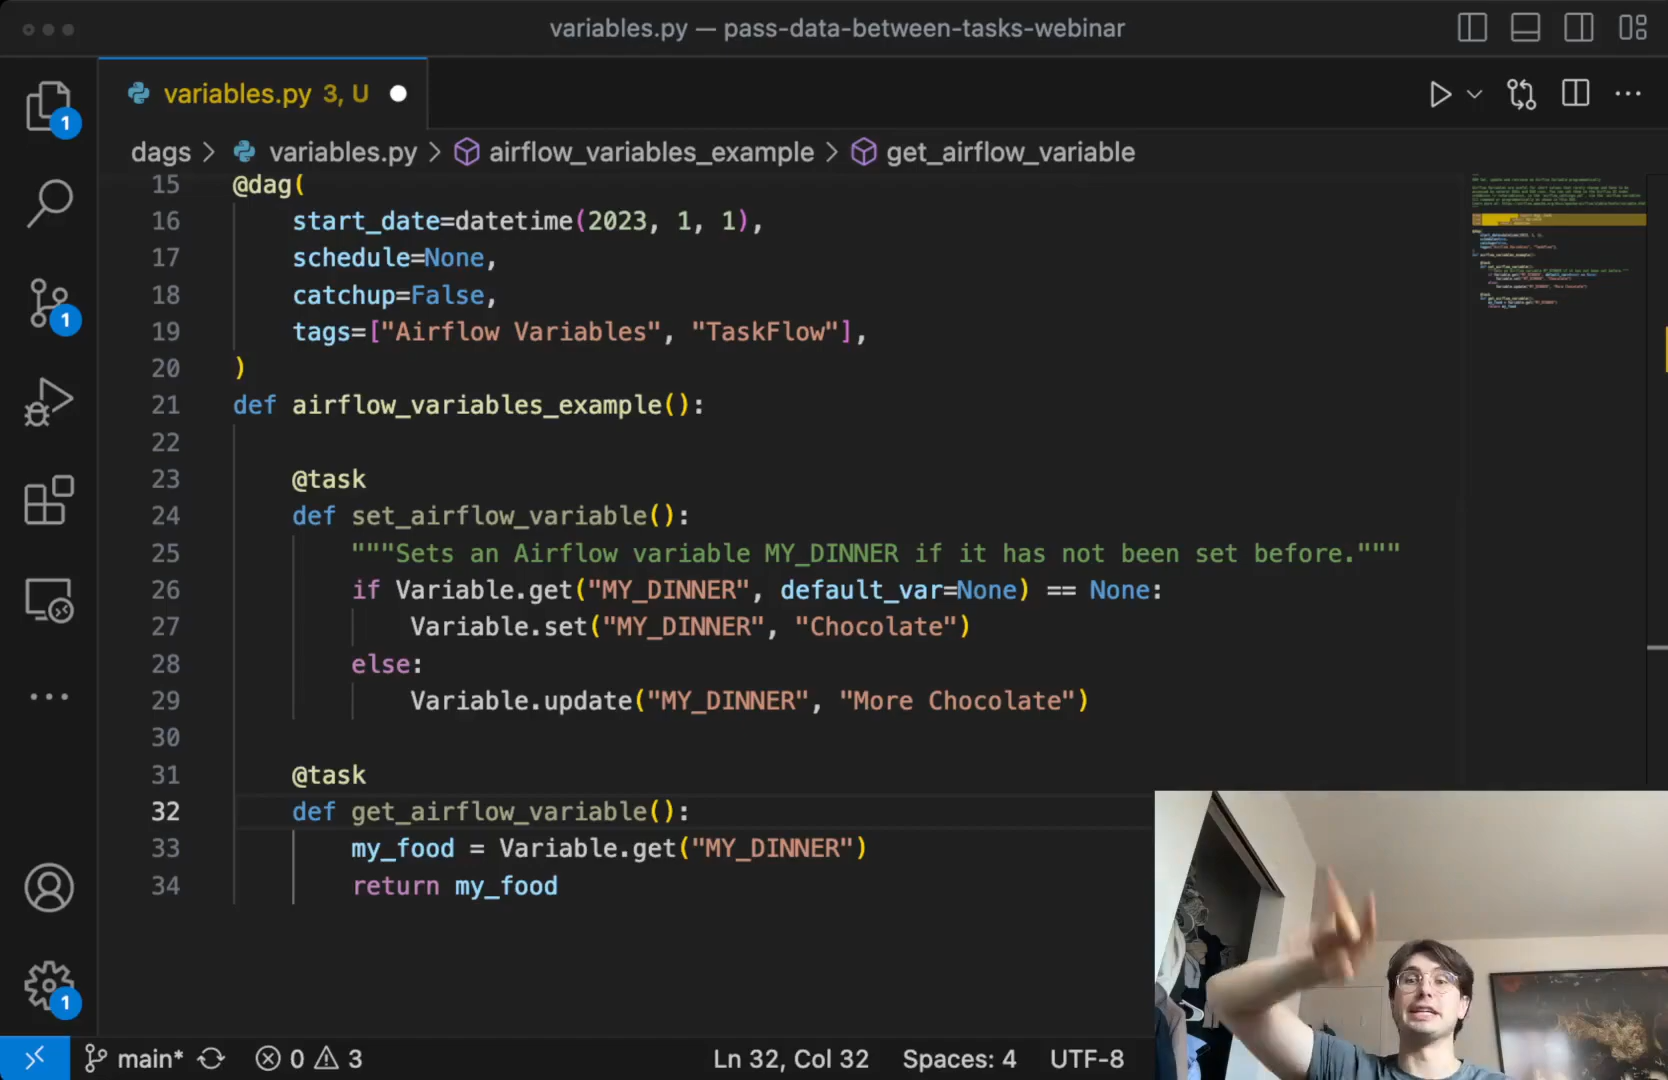 variables.py — pass-data-between-tasks-webinar
variables.py 3, U
dags > variables.py > airflow_variables_example > get_airflow_variable
15 @dag(
16 start_date=datetime(2023, 1, 1),
17 schedule=None,
18 catchup=False,
19 tags=["Airflow Variables", "TaskFlow"],
20 )
21 def airflow_variables_example():
22
23 @task
24 def set_airflow_variable():
25 """Sets an Airflow variable MY_DINNER if it has not been set before."""
26 if Variable.get("MY_DINNER", default_var=None) == None:
27 Variable.set("MY_DINNER", "Chocolate")
28 else:
29 Variable.update("MY_DINNER", "More Chocolate")
30
31 @task
32 def get_airflow_variable():
33 my_food = Variable.get("MY_DINNER")
34 return my_food
1
1
1
main* 0 3 Ln 32, Col 32 Spaces: 4 UTF-8